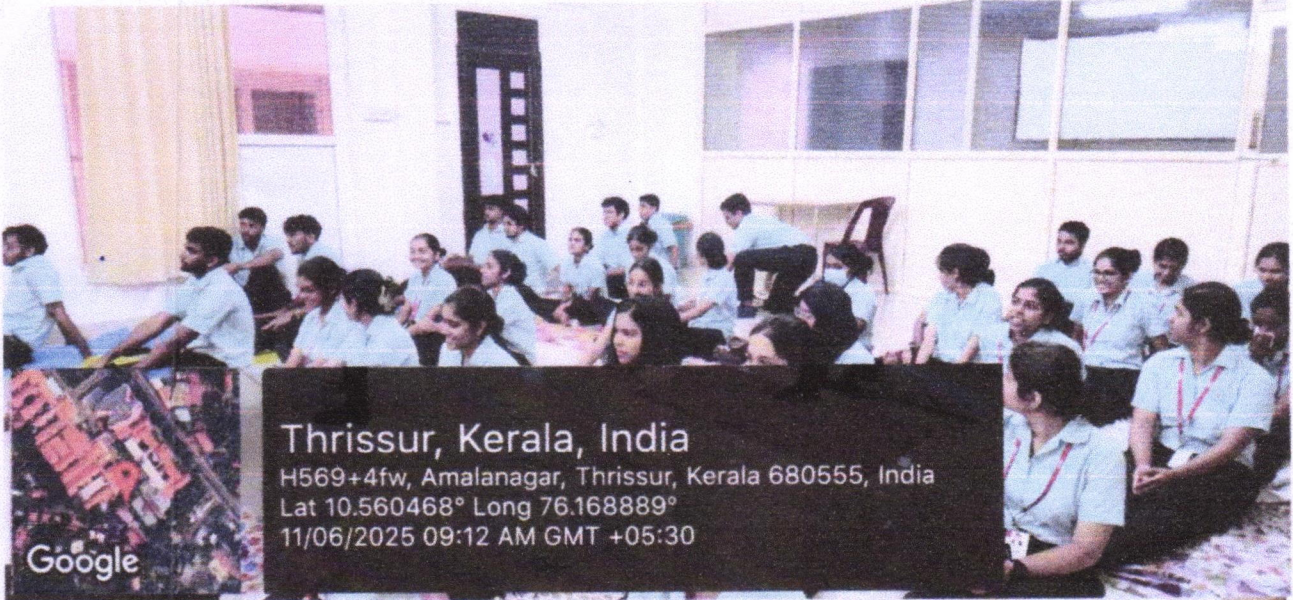 Thrissur, Kerala, India
H569+4fw, Amalanagar, Thrissur, Kerala 680555, India
Lat 10.560468° Long 76.168889°
11/06/2025 09:12 AM GMT +05:30
Google